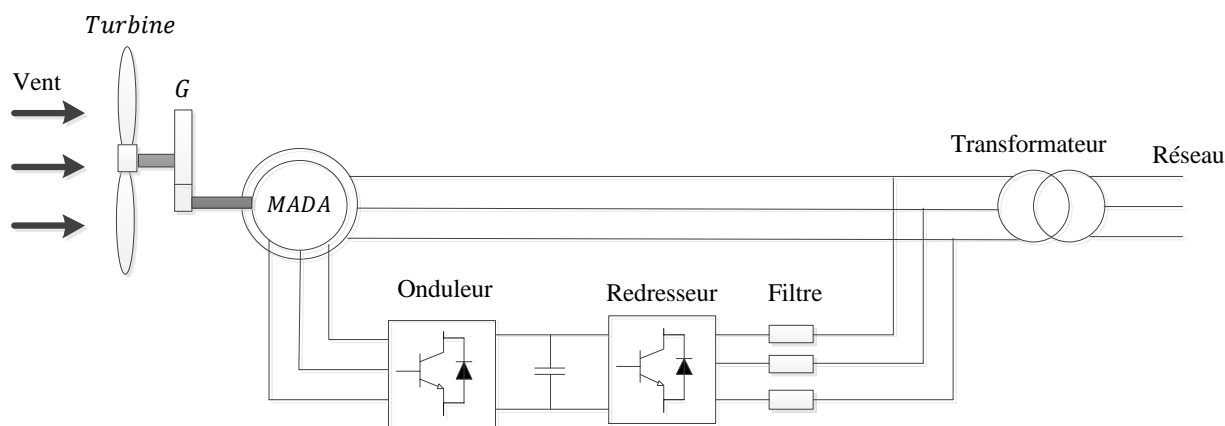 Turbine
Vent
G
Transformateur
Réseau
MADA
Onduleur
Redresseur
Filtre